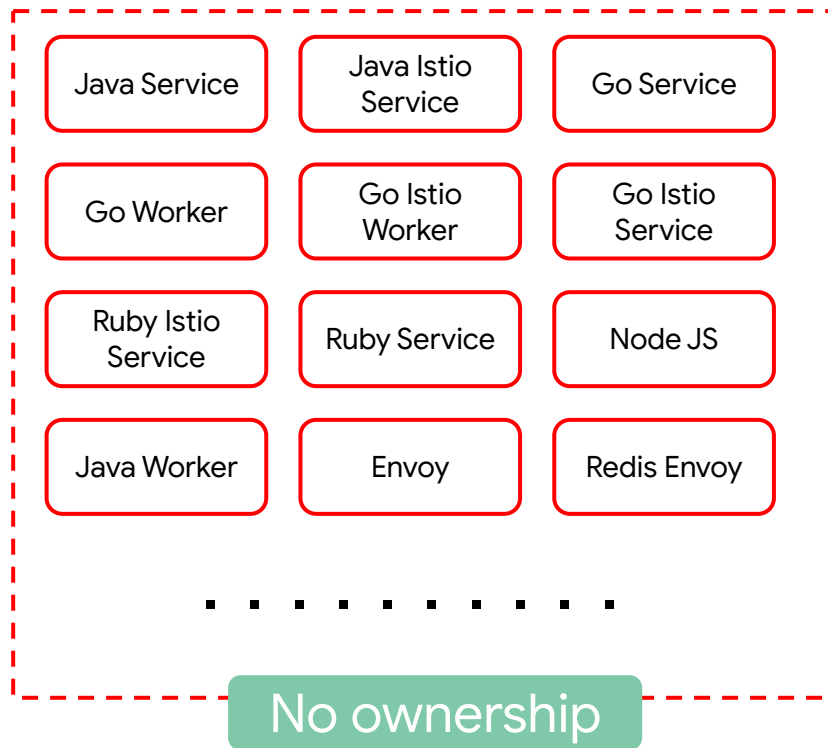 Java Service
Java Istio
Service
Go Service
Go Worker
Go Istio
Worker
Go Istio
Service
Ruby Istio
Service
Ruby Service
Node JS
Java Worker
Envoy
Redis Envoy
. . . . . . . . . .
No ownership